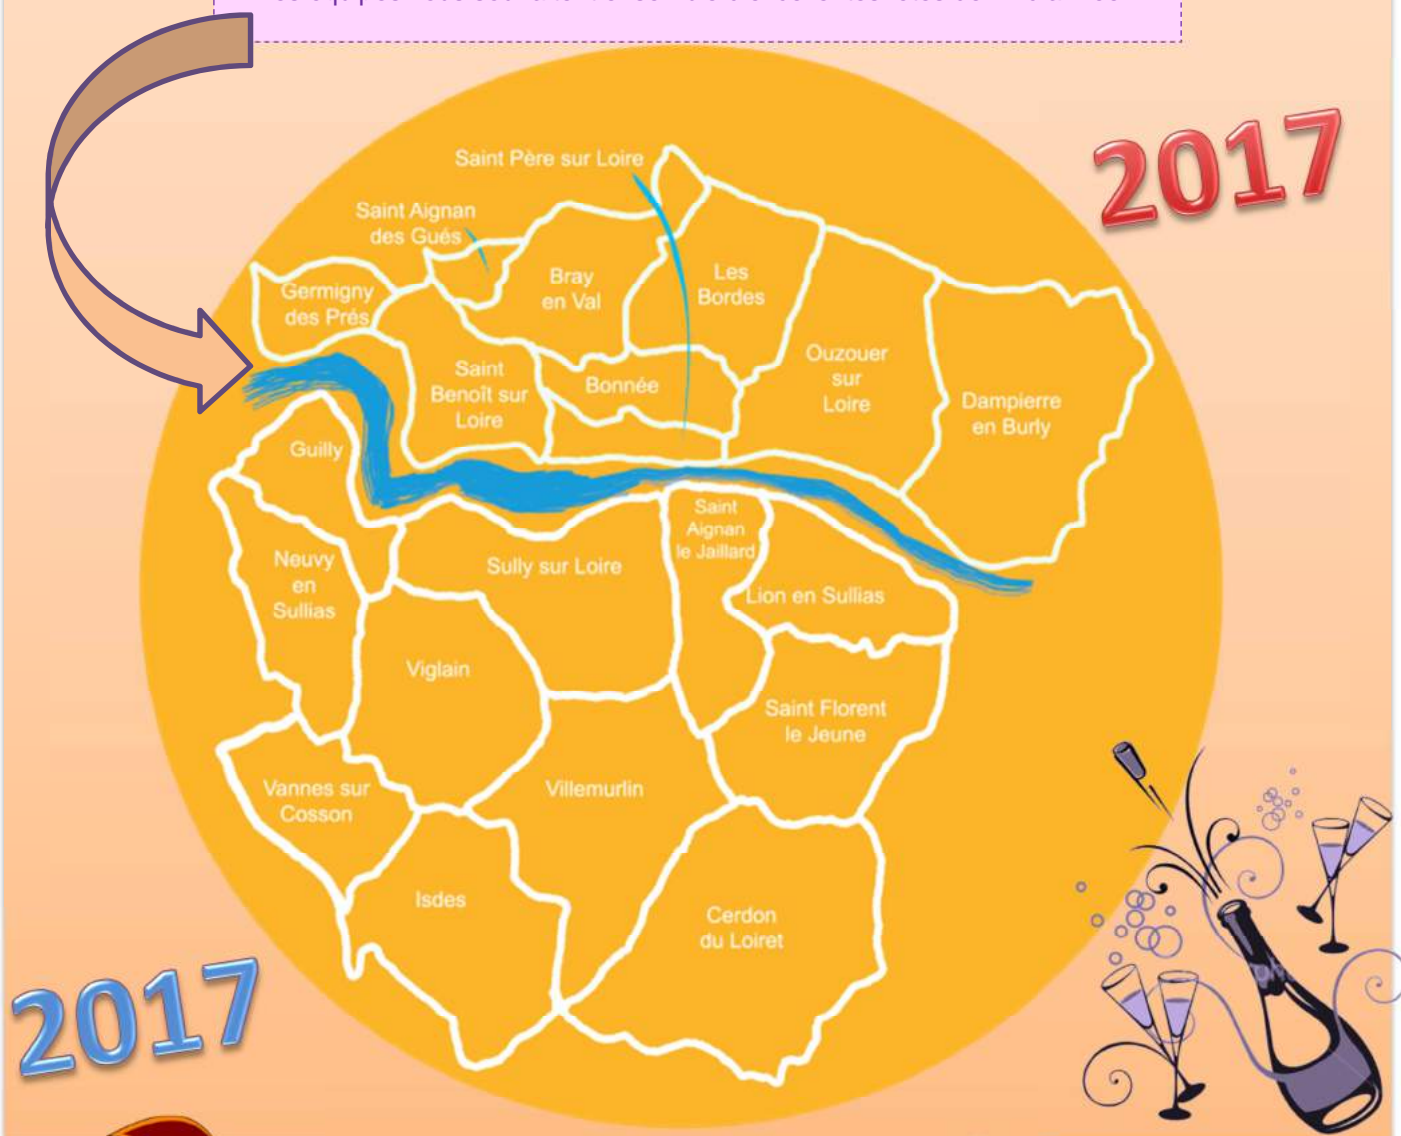 2017
Saint Père sur Loire
Saint Aignan
des Gués
Germigny
des Prés
Bray
en Val
Les
Bordes
Saint
Benoît sur
Loire
Bonnée
Ouzouer
sur
Loire
Dampierre
en Burly
Guilly
Neuvy
en
Sullias
Sully sur Loire
Saint
Aignan
le Jaillard
Lion en Sullias
Viglain
Saint Florent
le Jeune
Vannes sur
Cosson
Villemurlin
Isdes
Cerdon
du Loiret
2017